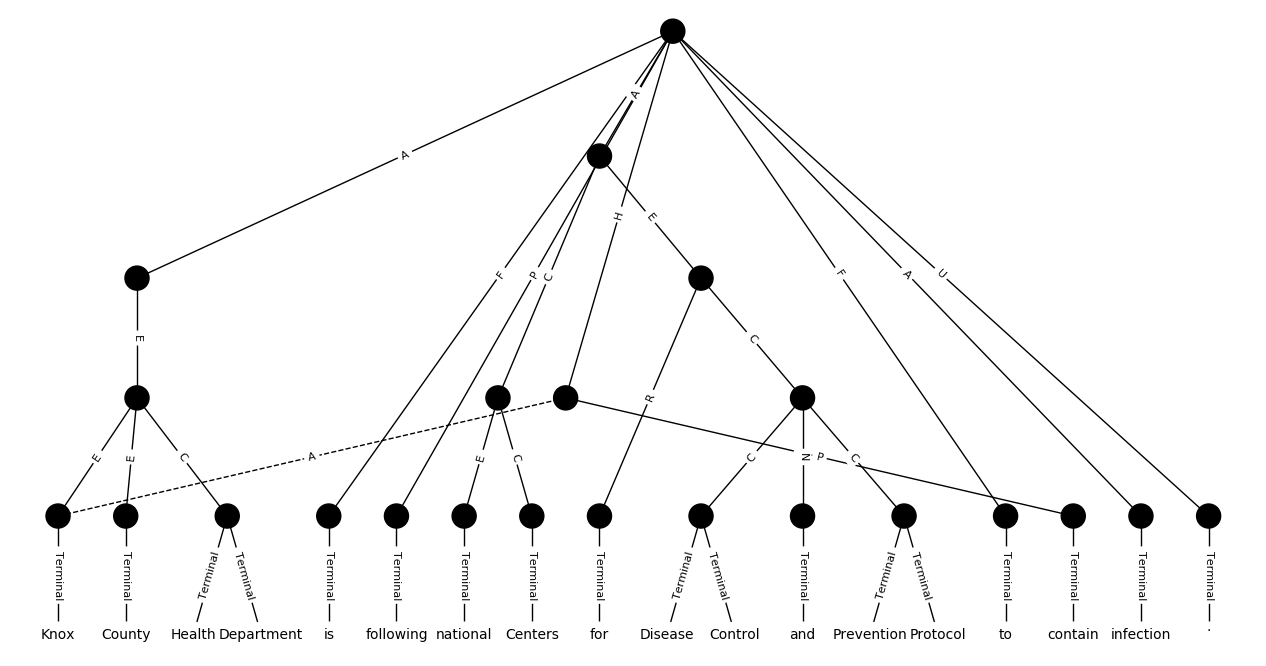 A
A
F
P
C
H
E
F
A
U
E
C
R
E
E
C
A
E
C
C
N
P
C
Terminal Terminal Terminal Terminal Terminal Terminal Terminal Terminal Terminal Terminal Terminal Terminal Terminal Terminal Terminal Terminal Terminal Terminal
Knox County Health Department is following national Centers for Disease Control and Prevention Protocol to contain infection .